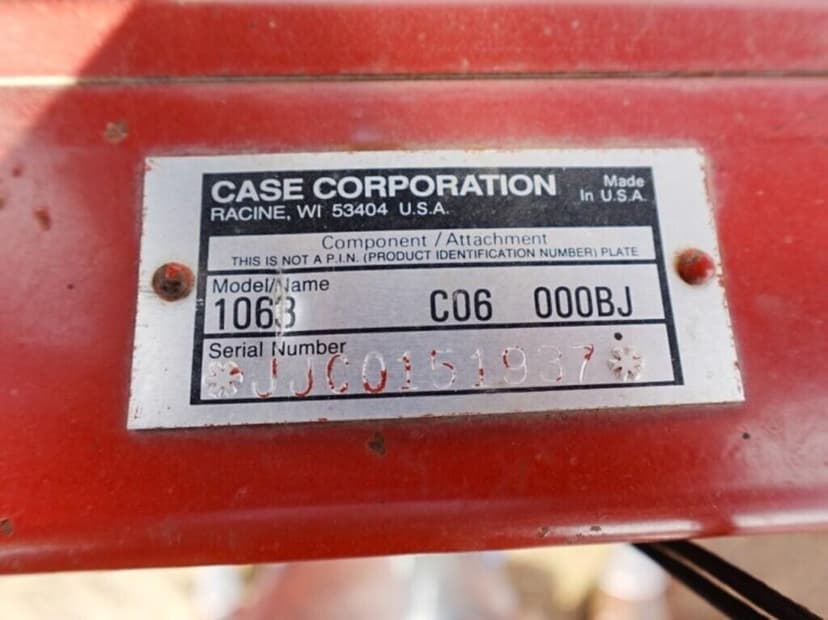 CASE CORPORATION
Made
In U.S.A.
RACINE, WI 53404 U.S.A.
Component / Attachment
THIS IS NOT A P.I.N. (PRODUCT IDENTIFICATION NUMBER) PLATE
Model/Name
1063 C06 000BJ
Serial Number
*JJC0151937*